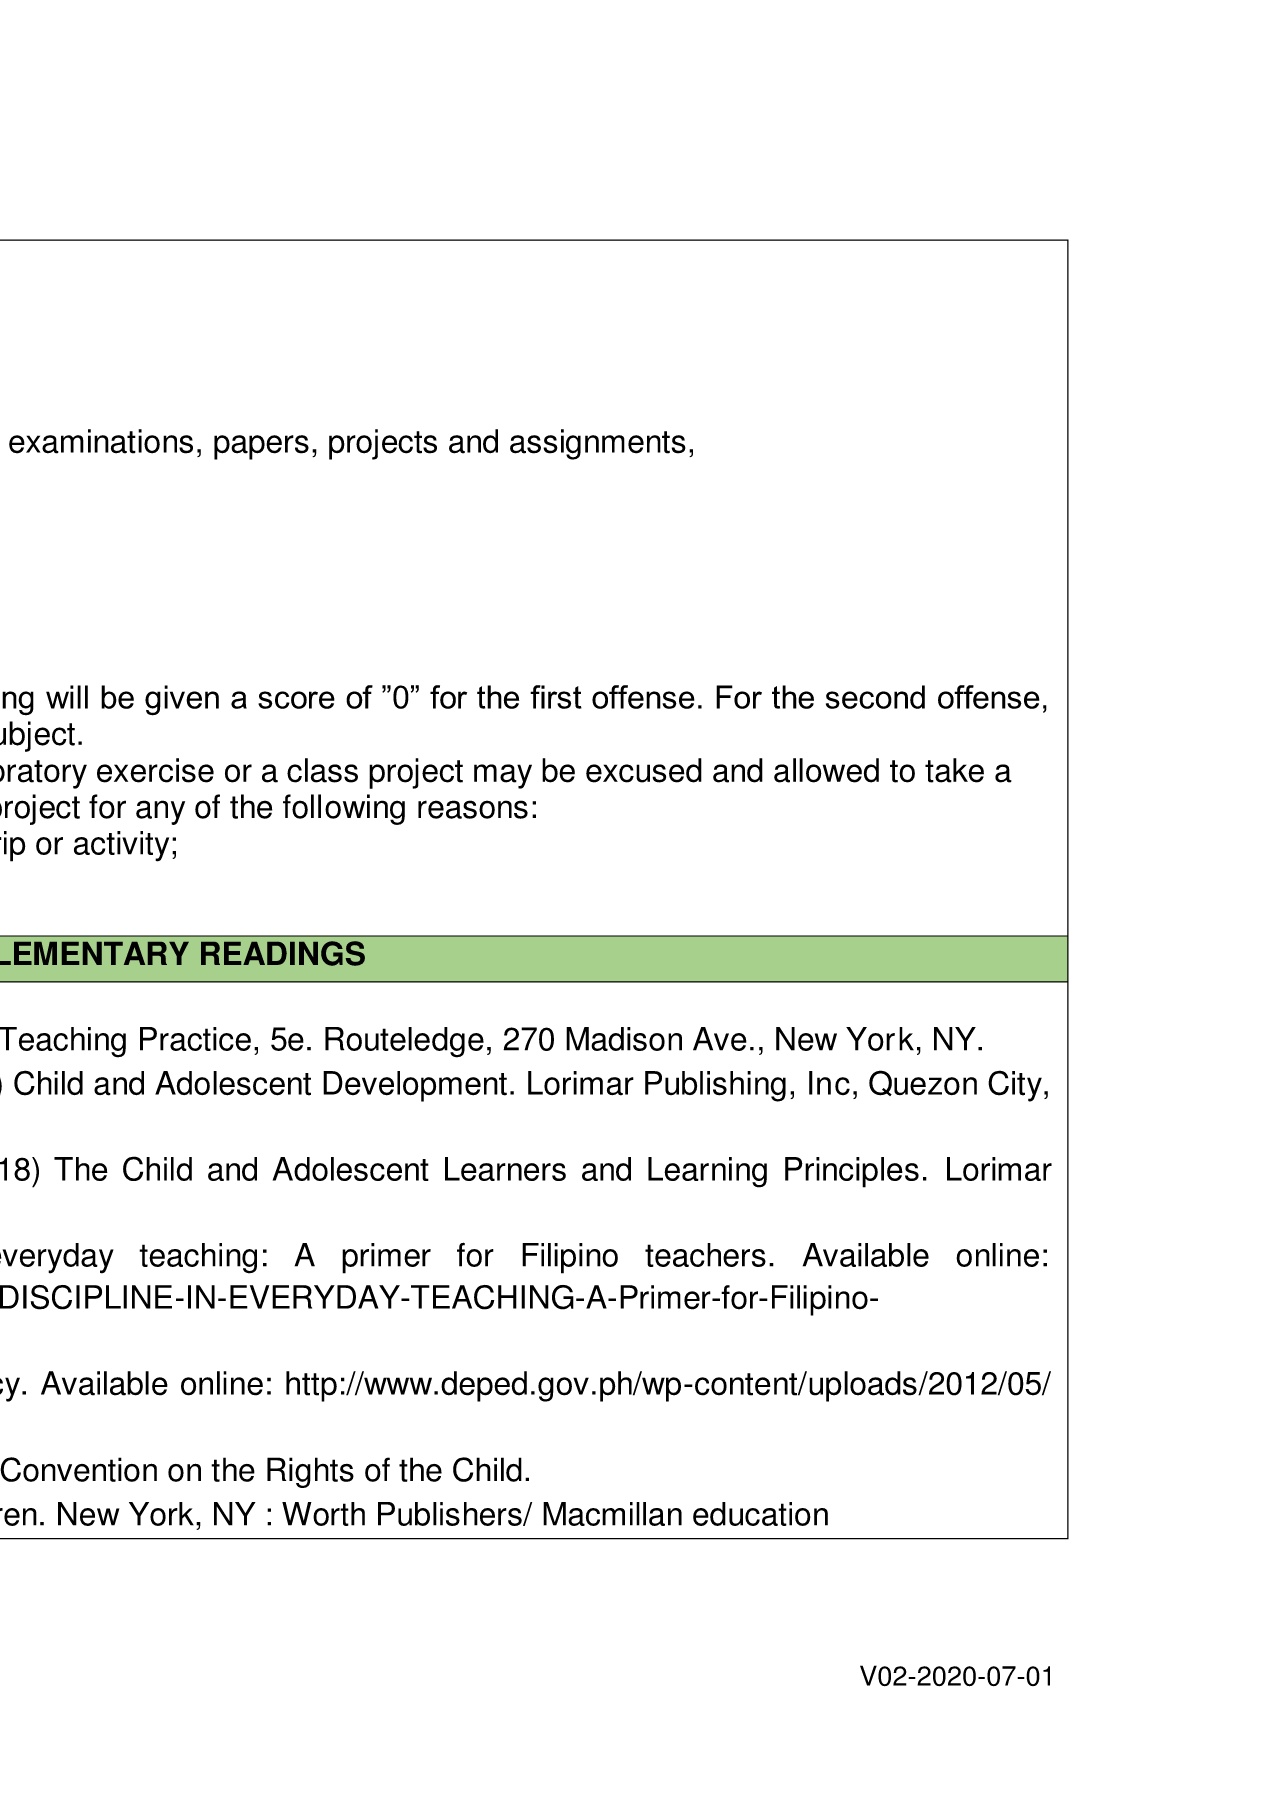 examinations, papers, projects and assignments,
ng will be given a score of ”0” for the first offense. For the second offense,
ubject.
oratory exercise or a class project may be excused and allowed to take a
project for any of the following reasons:
rip or activity;
LEMENTARY READINGS
Teaching Practice, 5e. Routeledge, 270 Madison Ave., New York, NY.
) Child and Adolescent Development. Lorimar Publishing, Inc, Quezon City,
18) The Child and Adolescent Learners and Learning Principles. Lorimar
everyday teaching: A primer for Filipino teachers. Available online:
DISCIPLINE-IN-EVERYDAY-TEACHING-A-Primer-for-Filipino-
cy. Available online: http://www.deped.gov.ph/wp-content/uploads/2012/05/
Convention on the Rights of the Child.
ren. New York, NY : Worth Publishers/ Macmillan education
V02-2020-07-01